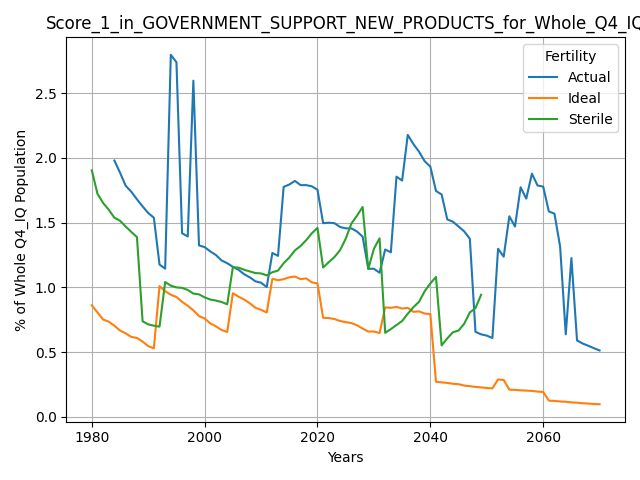 Score_1_in_GOVERNMENT_SUPPORT_NEW_PRODUCTS_for_Whole_Q4_IQ
Fertility
Actual
Ideal
Sterile
% of Whole Q4_IQ Population
2.5
2.0
1.5
1.0
0.5
0.0
1980 2000 2020 2040 2060
Years